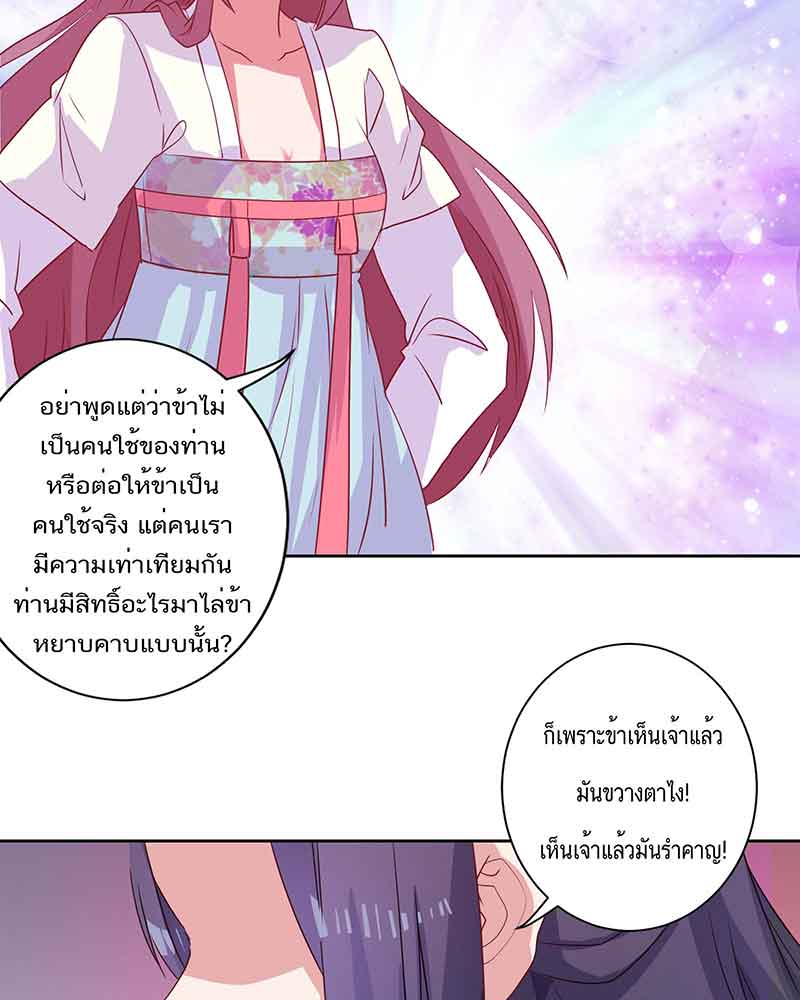 อย่าพูดแต่ว่าข้าไม่
เป็นคนใช้ของท่าน
หรือต่อให้ข้าเป็น
คนใช้จริง แต่คนเรา
มีความเท่าเทียมกัน
ท่านมีสิทธิ์อะไรมาไล่ข้า
หยาบคาบแบบนั้น?
ก็เพราะข้าเห็นเจ้าแล้ว
มันขวางตาไง!
เห็นเจ้าแล้วมันรำคาญ!